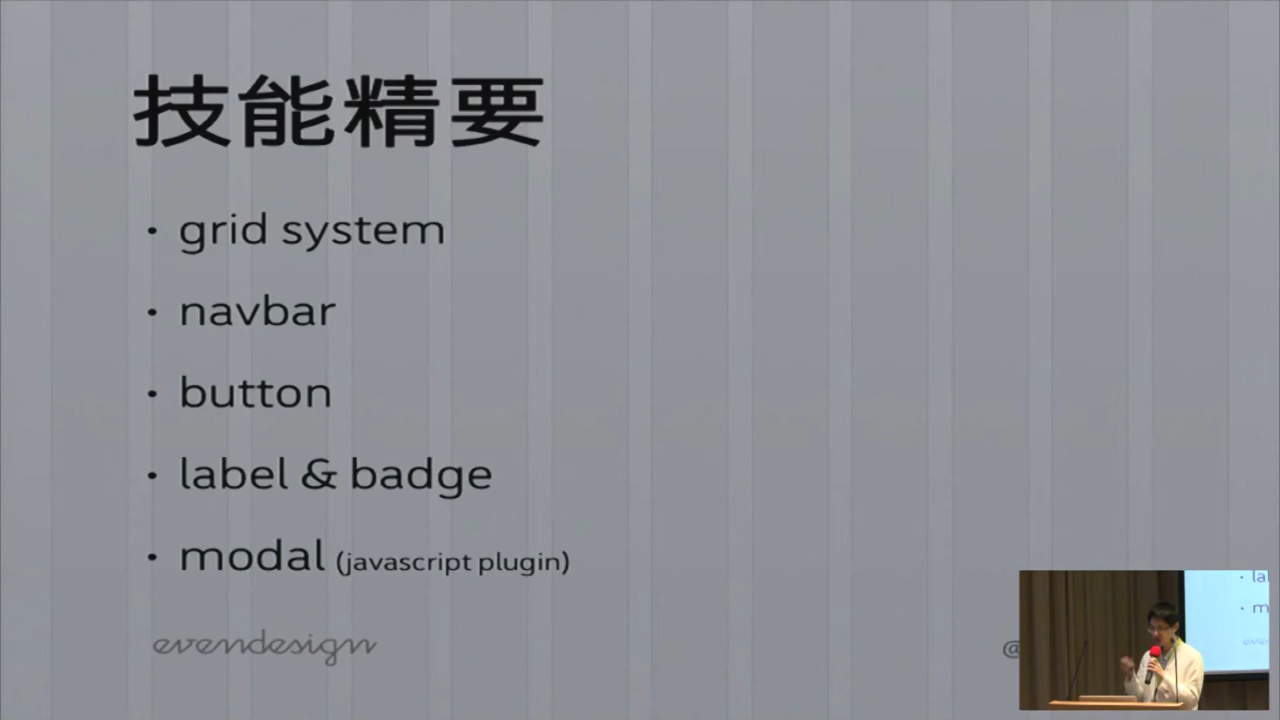 技能精要
• grid system
• navbar
• button
• label & badge
• modal (javascript plugin)
evendesign
@